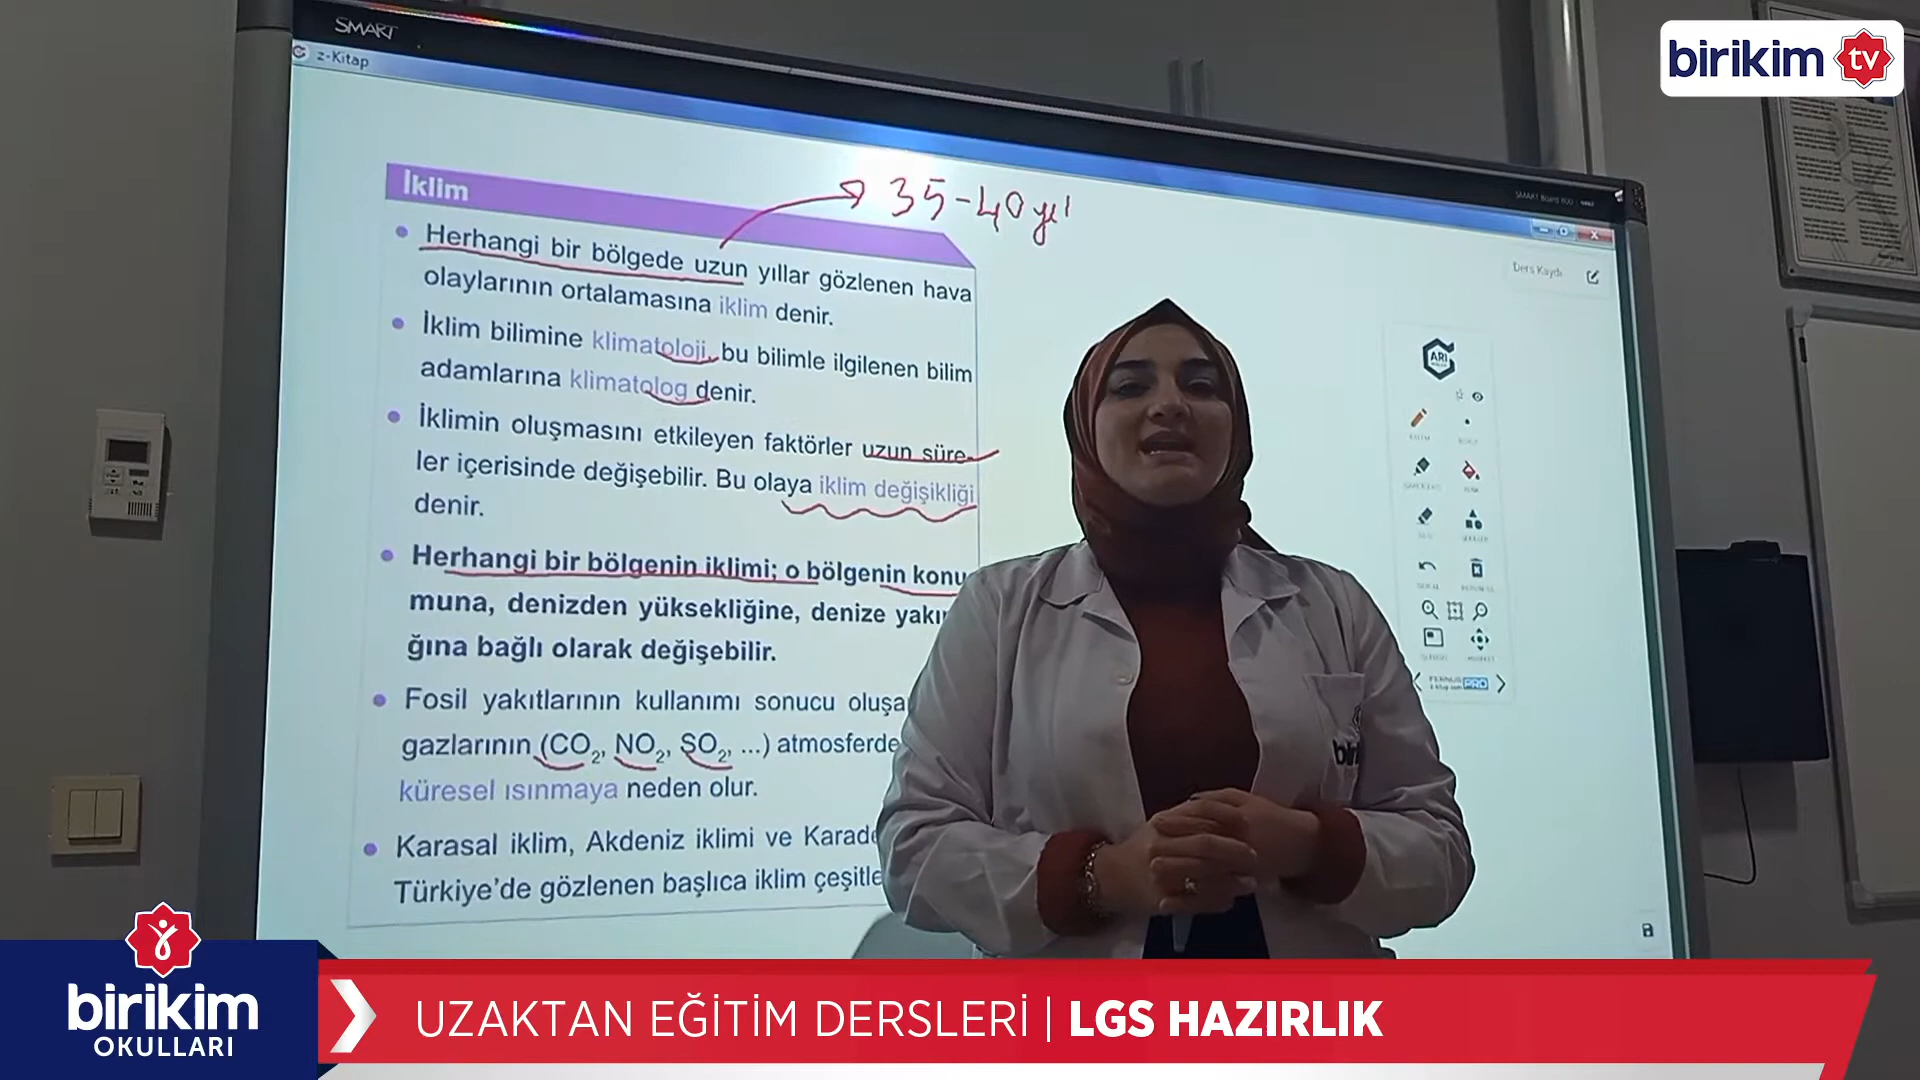 SMART
z-Kitap
birikim tv
İklim
35-40 yıl
Herhangi bir bölgede uzun yıllar gözlenen hava
olaylarının ortalamasına iklim denir.
İklim bilimine klimatoloji, bu bilimle ilgilenen bilim
adamlarına klimatolog denir.
İklimin oluşmasını etkileyen faktörler uzun süre-
ler içerisinde değişebilir. Bu olaya iklim değişikliği
denir.
Herhangi bir bölgenin iklimi; o bölgenin konu
muna, denizden yüksekliğine, denize yakı
ğına bağlı olarak değişebilir.
Fosil yakıtlarının kullanımı sonucu oluşa
gazlarının (CO2, NO2, SO2, ...) atmosferde
küresel ısınmaya neden olur.
Karasal iklim, Akdeniz iklimi ve Karade
Türkiye'de gözlenen başlıca iklim çeşitle
Ders Kaydı
ARI
PRO
birikim
OKULLARI
UZAKTAN EĞİTİM DERSLERİ | LGS HAZIRLIK